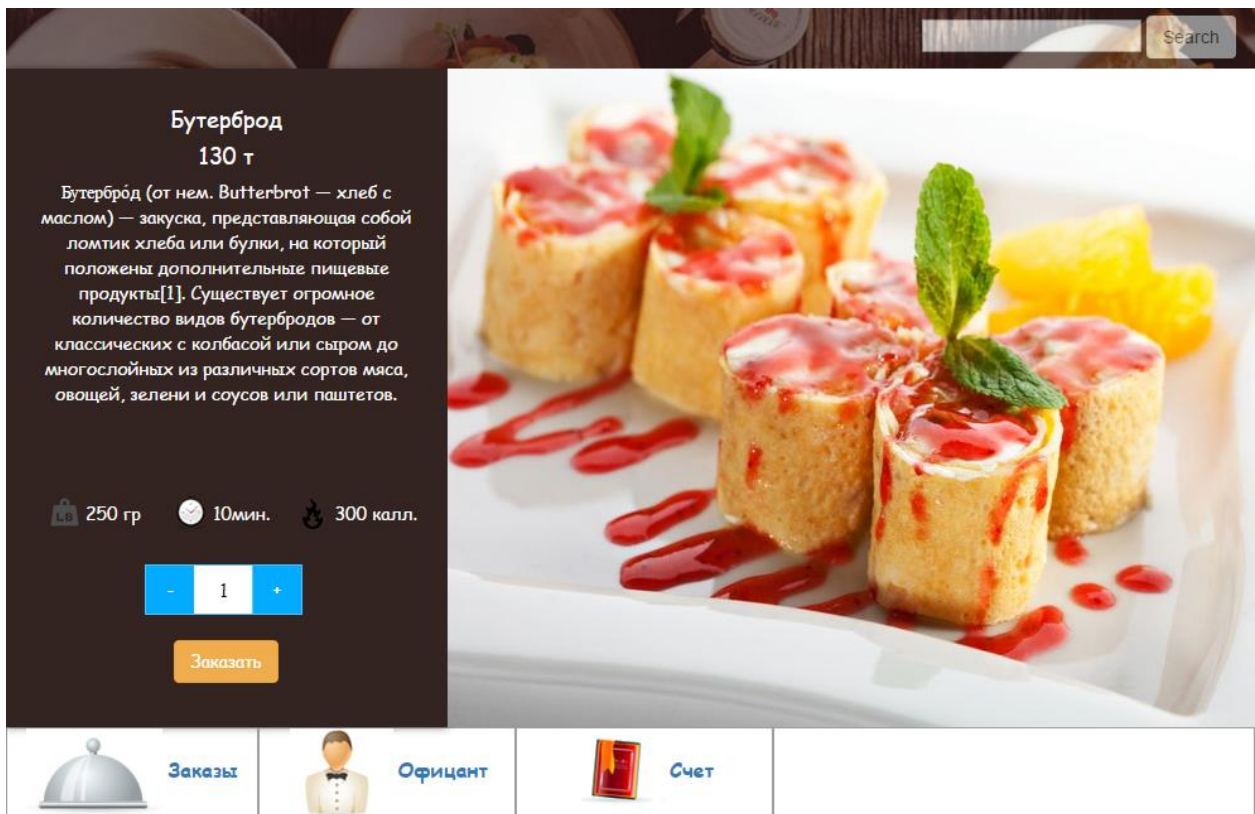 Search
Бутерброд
130 т
Бутербро́д (от нем. Butterbrot — хлеб с
маслом) — закуска, представляющая собой
ломтик хлеба или булки, на который
положены дополнительные пищевые
продукты[1]. Существует огромное
количество видов бутербродов — от
классических с колбасой или сыром до
многослойных из различных сортов мяса,
овощей, зелени и соусов или паштетов.
LB 250 гр 10мин. 300 калл.
- 1 +
Заказать
Заказы Официант Счет